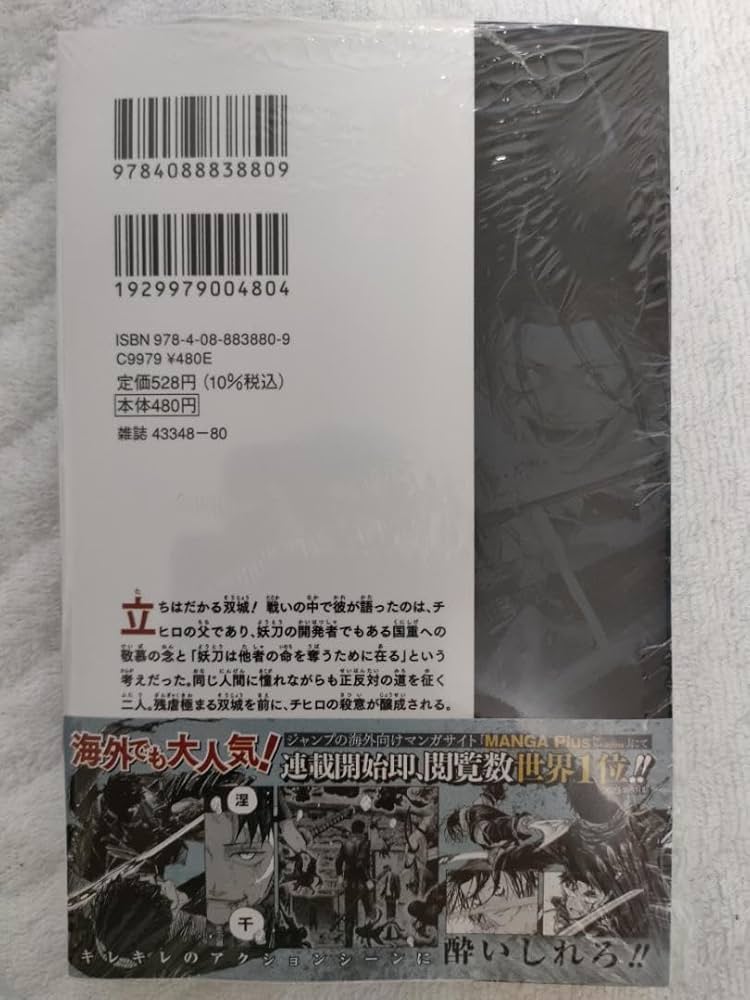 9784088838809
1929979004804
ISBN 978-4-08-883880-9
C9979 ¥480E
定価528円(10%税込)
本体480円
雑誌 43348-80
立ちはだかる双城!戦いの中で彼が語ったのは、チ
ヒロの父であり、妖刀の開発者でもある国重への
敬慕の念と「妖刀は他者の命を奪うために在る」という
考えだった。同じ人間に憧れながらも正反対の道を征く
二人。残虐極まる双城を前に、チヒロの殺意が醸成される。
海外でも大人気!
ジャンプの海外向けマンガサイト「MANGA Plus」にて
連載開始即、閲覧数世界1位!!
涅
千
キレキレのアクションシーンに酔いしれろ!!